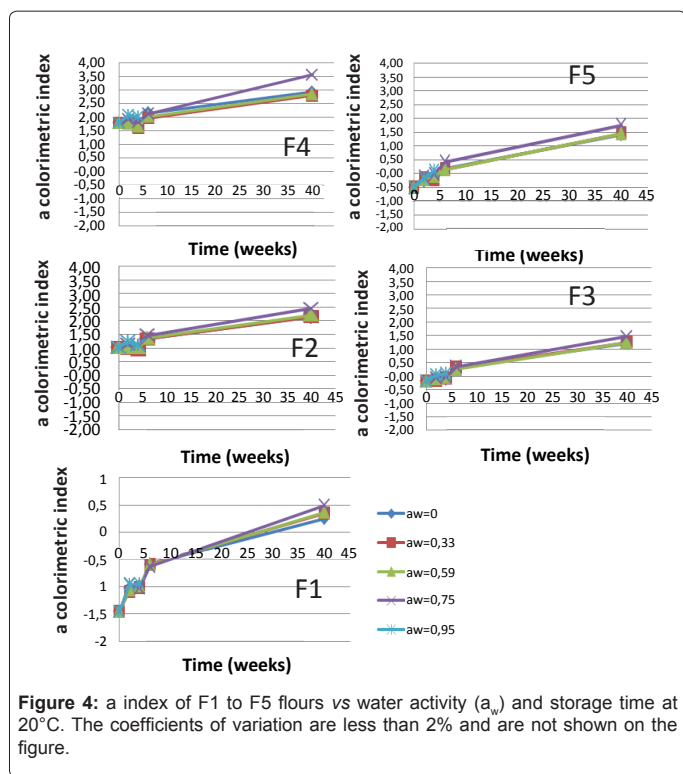 a colorimetric index
4,00
3,50
3,00
2,50
2,00
1,50
1,00
0,50
-0,00
-0,50
-1,00
-1,50
-2,00
0 5 10 15 20 25 30 35 40
F4
Time (weeks)
a colorimetric index
4,00
3,50
3,00
2,50
2,00
1,50
1,00
-0,50
-0,00
-0,50
-1,00
-1,50
-2,00
0 5 10 15 20 25 30 35 40 45
F5
Time (weeks)
a colorimetric index
4,00
3,50
3,00
2,50
2,00
1,50
1,00
0,50
0,00
-0,50
-1,00
-1,50
-2,00
0 5 10 15 20 25 30 35 40 45
F2
Time (weeks)
a colorimetric index
4,00
3,50
3,00
2,50
2,00
1,50
1,00
0,50
-0,00
-0,50
-1,00
-1,50
-2,00
0 5 10 15 20 25 30 35 40 45
F3
Time (weeks)
a colorimetric index
1
0,5
0
-0,5
1
-1,5
-2
0 5 10 15 20 25 30 35 40 45
F1
Time (weeks)
aw=0
aw=0,33
aw=0,59
aw=0,75
aw=0,95
Figure 4: a index of F1 to F5 flours vs water activity (aw) and storage time at
20°C. The coefficients of variation are less than 2% and are not shown on the
figure.